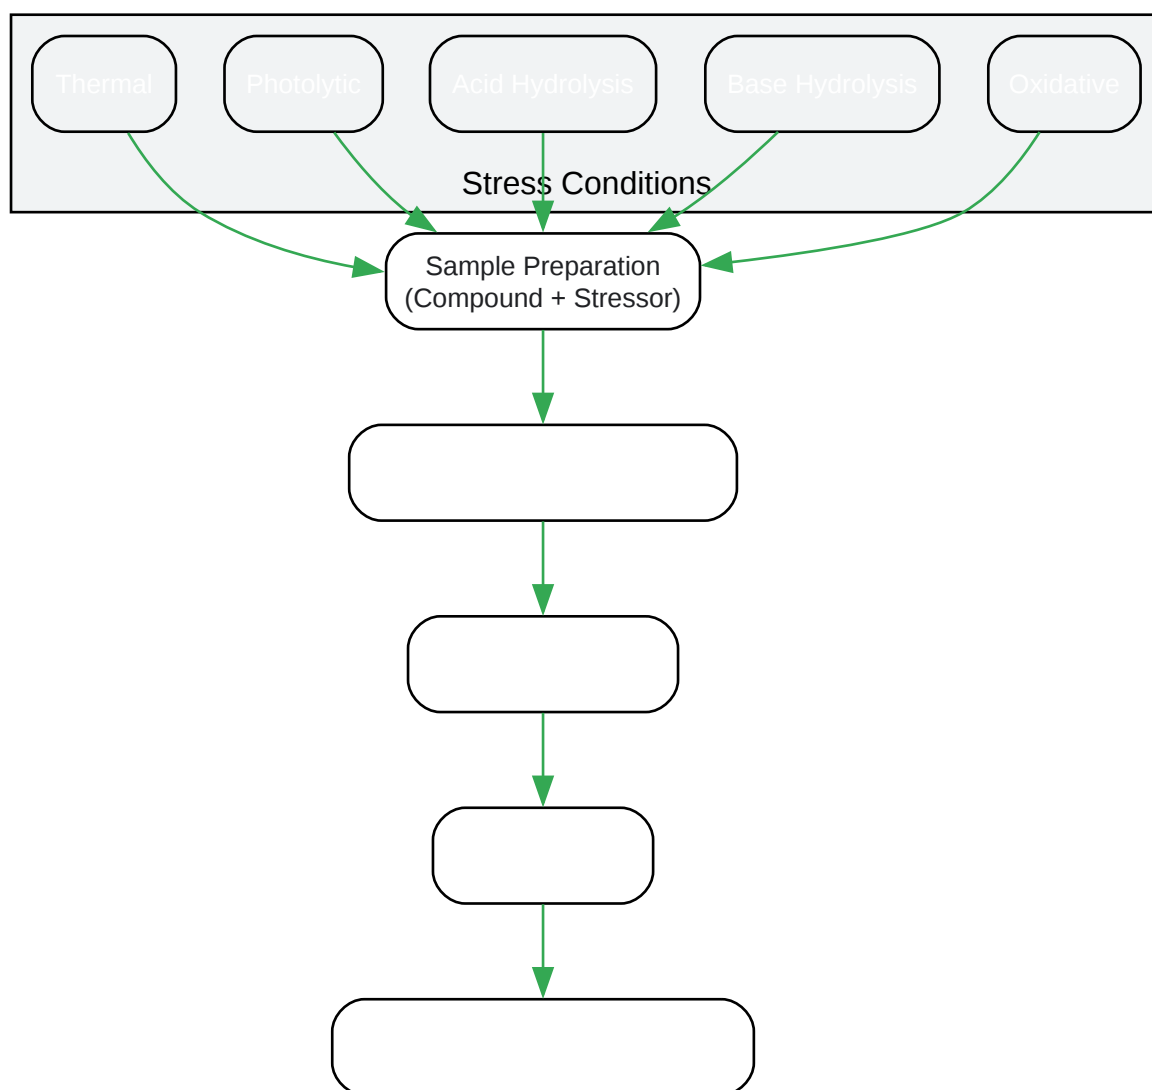 Thermal
Photolytic
Acid Hydrolysis
Base Hydrolysis
Oxidative
Stress Conditions
Sample Preparation
(Compound + Stressor)